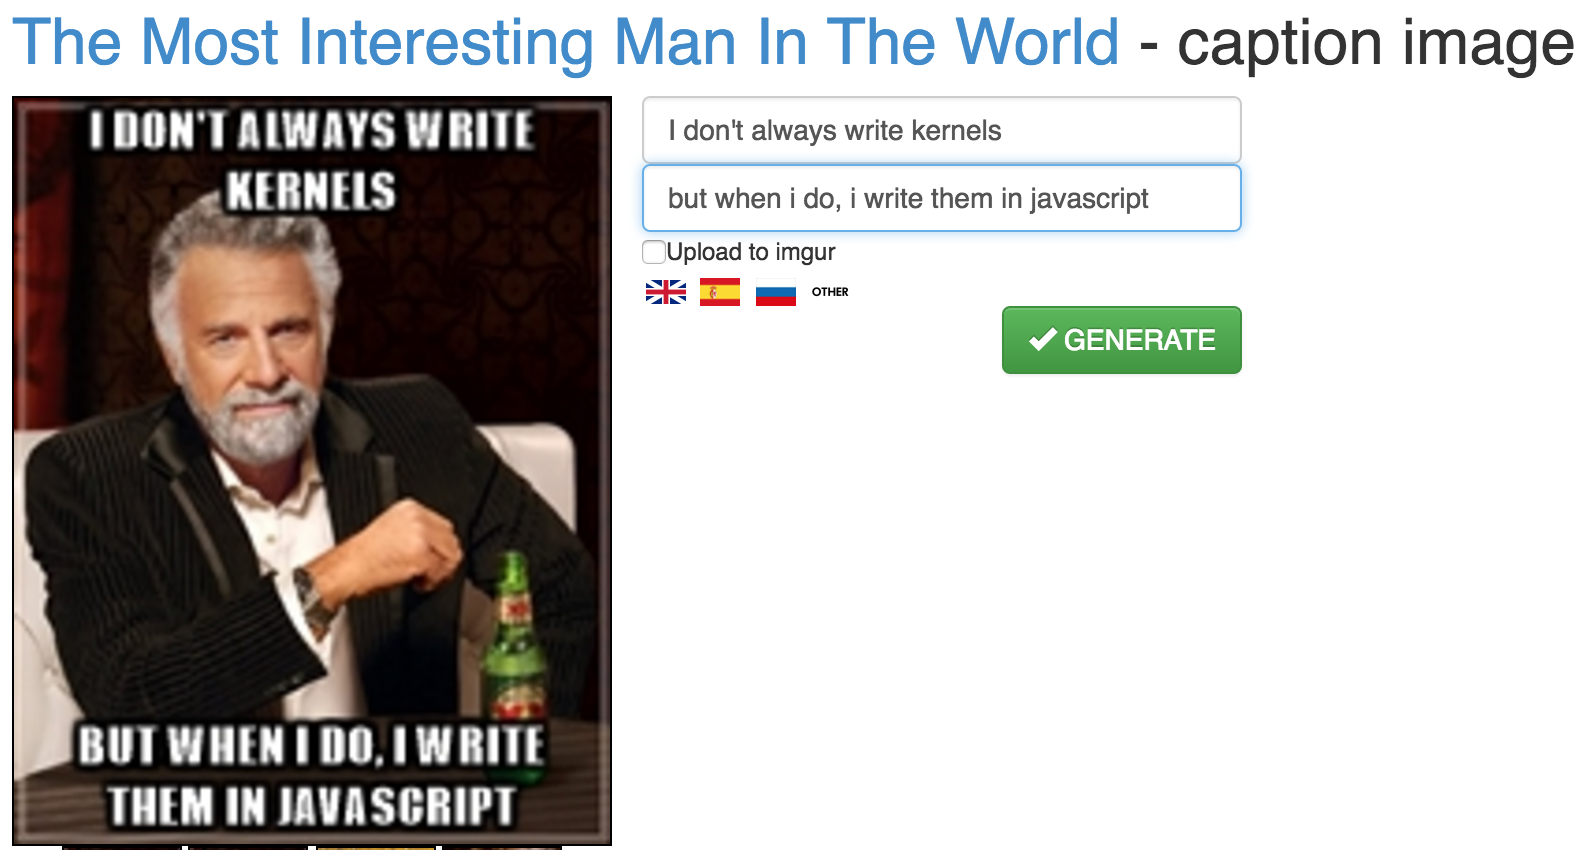 The Most Interesting Man In The World - caption image
I DON'T ALWAYS WRITE
KERNELS
BUT WHEN I DO, I WRITE
THEM IN JAVASCRIPT
I don't always write kernels
but when i do, i write them in javascript
Upload to imgur
OTHER
GENERATE